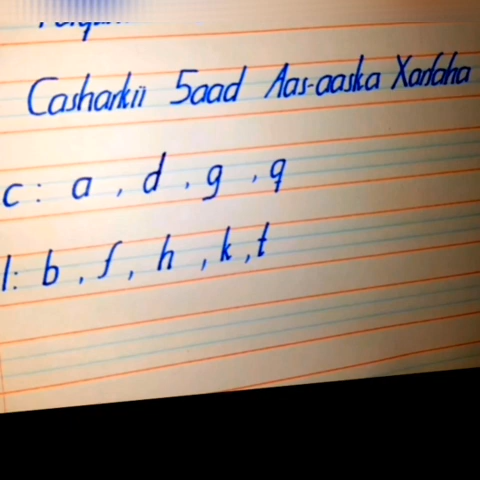 Casharkii 5aad Aas-aaska Xarfaha
c: a, d, g, q
l: b, f, h, k, t